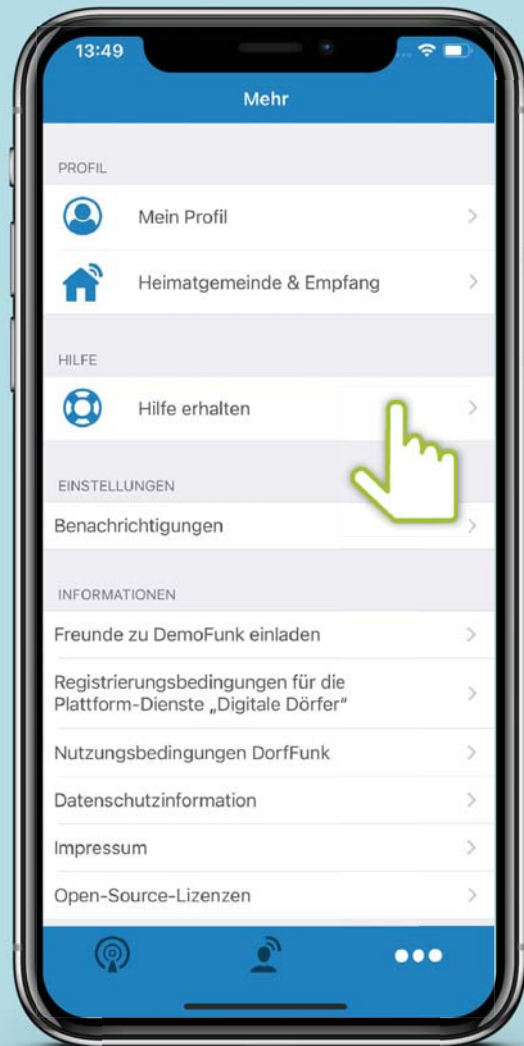 13:49
Mehr
PROFIL
Mein Profil
Heimatgemeinde & Empfang
HILFE
Hilfe erhalten
EINSTELLUNGEN
Benachrichtigungen
INFORMATIONEN
Freunde zu DemoFunk einladen
Registrierungsbedingungen für die
Plattform-Dienste „Digitale Dörfer“
Nutzungsbedingungen DorfFunk
Datenschutzinformation
Impressum
Open-Source-Lizenzen